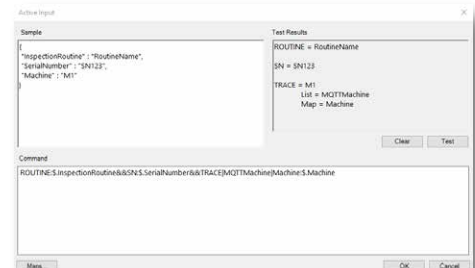 Active Input
Sample
{
"InspectionRoutine" : "RoutineName",
"SerialNumber" : "SN123",
"Machine" : "M1"
}
Test Results
ROUTINE = RoutineName
SN = SN123
TRACE = M1
List = MQTTMachine
Map = Machine
Clear
Test
Command
ROUTINE:$.InspectionRoutine&&SN:$.SerialNumber&&TRACE|MQTTMachine|Machine:$.Machine
Maps...
OK
Cancel